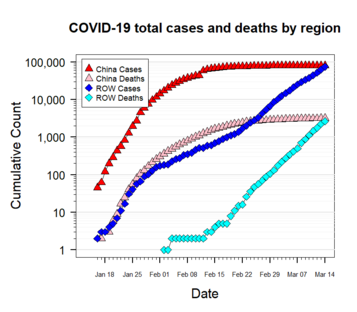 COVID-19 total cases and deaths by region
China Cases
China Deaths
ROW Cases
ROW Deaths
100,000
10,000
1,000
100
10
1
Cumulative Count
Jan 18 Jan 25 Feb 01 Feb 08 Feb 15 Feb 22 Feb 29 Mar 07 Mar 14
Date